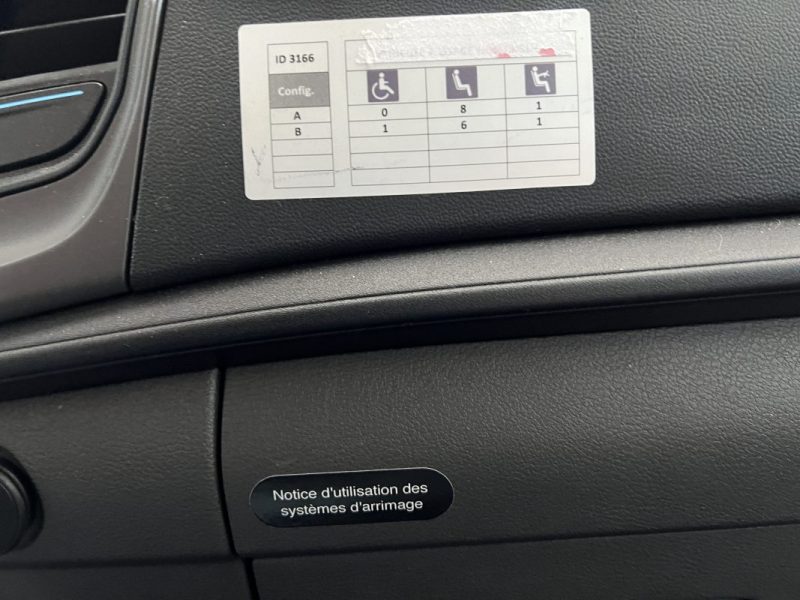 ID 3166
Config.
A 0 8 1
B 1 6 1
Notice d'utilisation des
systèmes d'arrimage